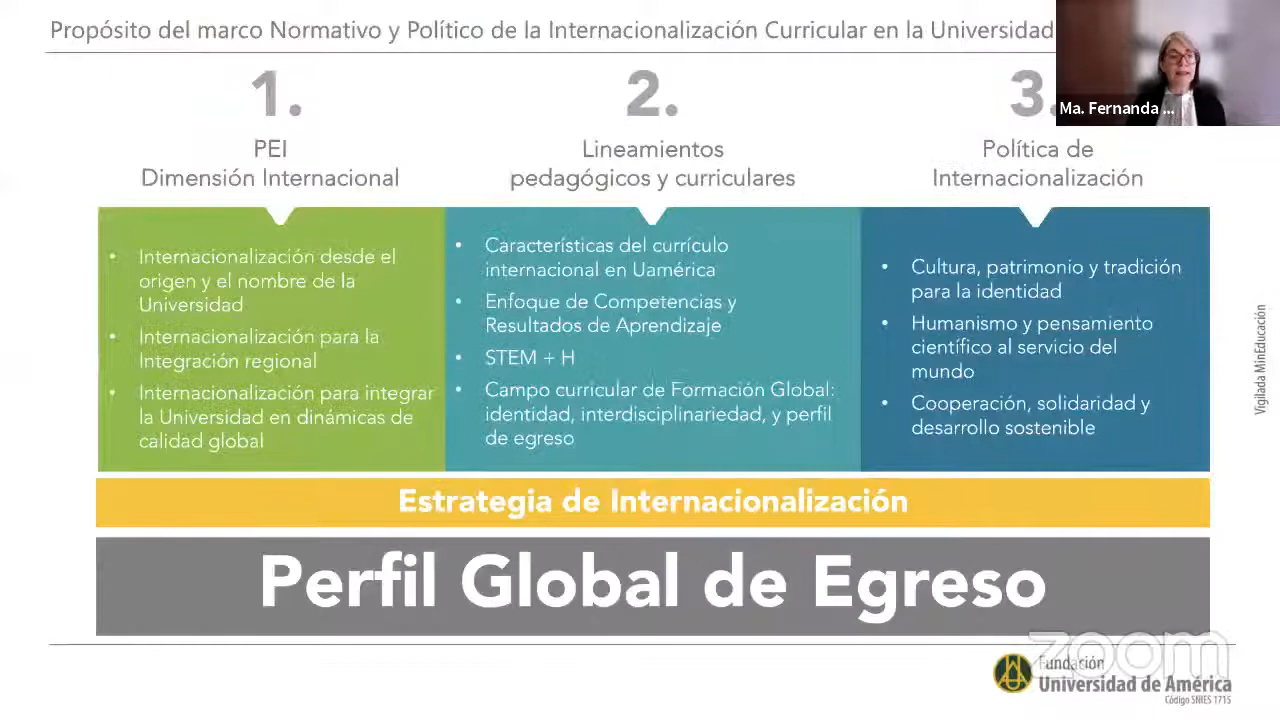 Propósito del marco Normativo y Político de la Internacionalización Curricular en la Universidad
Ma. Fernanda ...
1.
PEI
Dimensión Internacional
2.
Lineamientos
pedagógicos y curriculares
3.
Política de
Internacionalización
• Internacionalización desde el
origen y el nombre de la
Universidad
• Internacionalización para la
Integración regional
• Internacionalización para integrar
la Universidad en dinámicas de
calidad global
• Características del currículo
internacional en Uamérica
• Enfoque de Competencias y
Resultados de Aprendizaje
• STEM + H
• Campo curricular de Formación Global:
identidad, interdisciplinariedad, y perfil
de egreso
• Cultura, patrimonio y tradición
para la identidad
• Humanismo y pensamiento
científico al servicio del
mundo
• Cooperación, solidaridad y
desarrollo sostenible
Vigilada MinEducación
Estrategia de Internacionalización
Perfil Global de Egreso
zoom
Fundación
Universidad de América
Código SNIES 1715